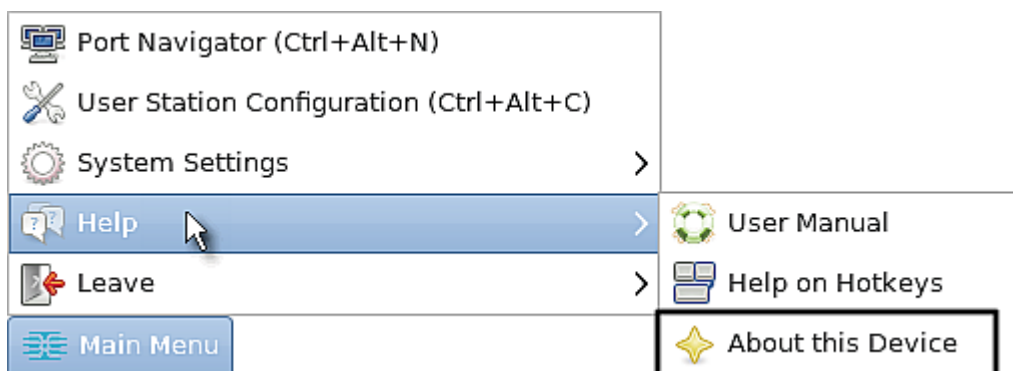 Port Navigator (Ctrl+Alt+N)
User Station Configuration (Ctrl+Alt+C)
System Settings
Help
User Manual
Leave
Help on Hotkeys
Main Menu
About this Device